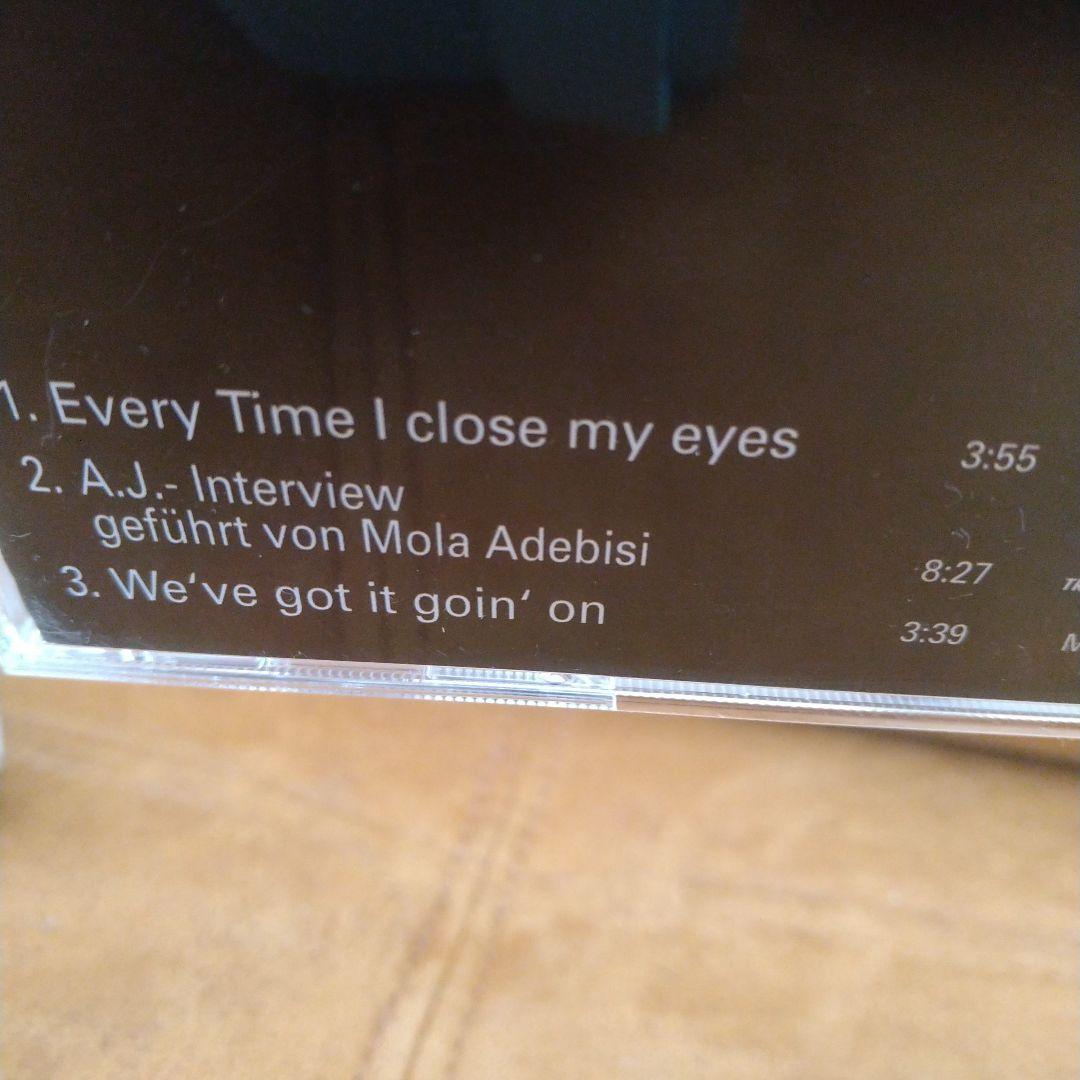 1. Every Time I close my eyes 3:55
2. A.J.- Interview
geführt von Mola Adebisi 8:27
3. We‘ve got it goin‘ on 3:39